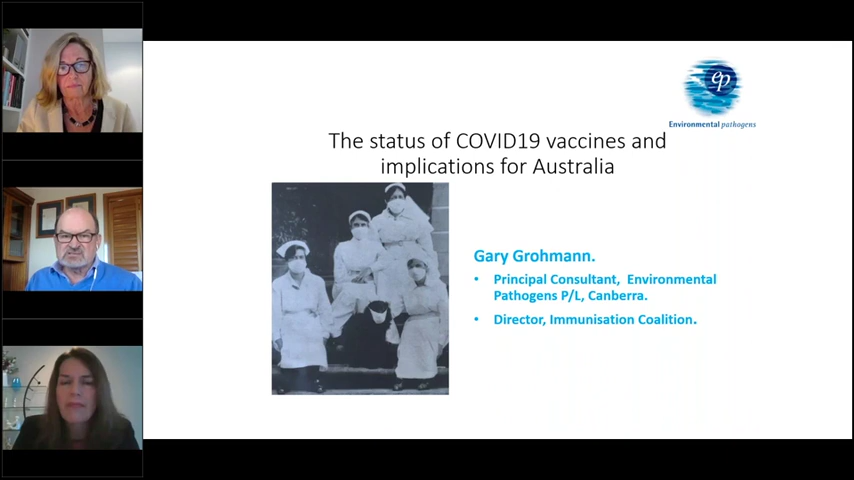 ep
Environmental pathogens
The status of COVID19 vaccines and
implications for Australia
Gary Grohmann.
• Principal Consultant, Environmental
Pathogens P/L, Canberra.
• Director, Immunisation Coalition.